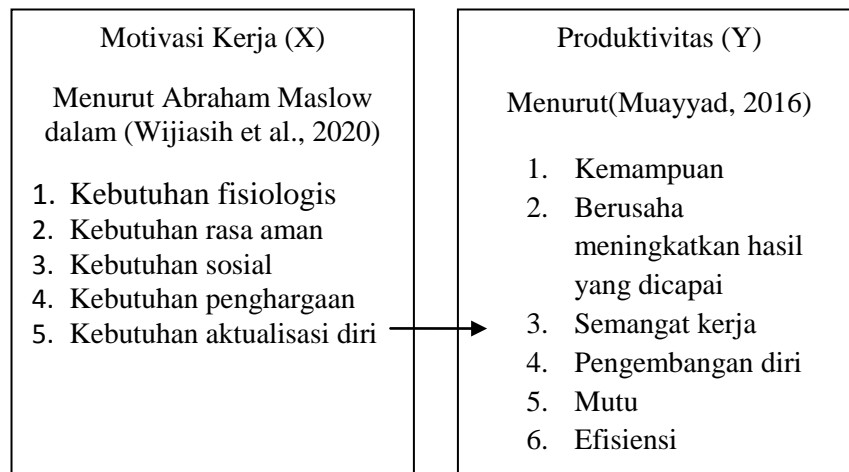 Motivasi Kerja (X)
Menurut Abraham Maslow
dalam (Wijiasih et al., 2020)
1. Kebutuhan fisiologis
2. Kebutuhan rasa aman
3. Kebutuhan sosial
4. Kebutuhan penghargaan
5. Kebutuhan aktualisasi diri
Produktivitas (Y)
Menurut(Muayyad, 2016)
1. Kemampuan
2. Berusaha
meningkatkan hasil
yang dicapai
3. Semangat kerja
4. Pengembangan diri
5. Mutu
6. Efisiensi